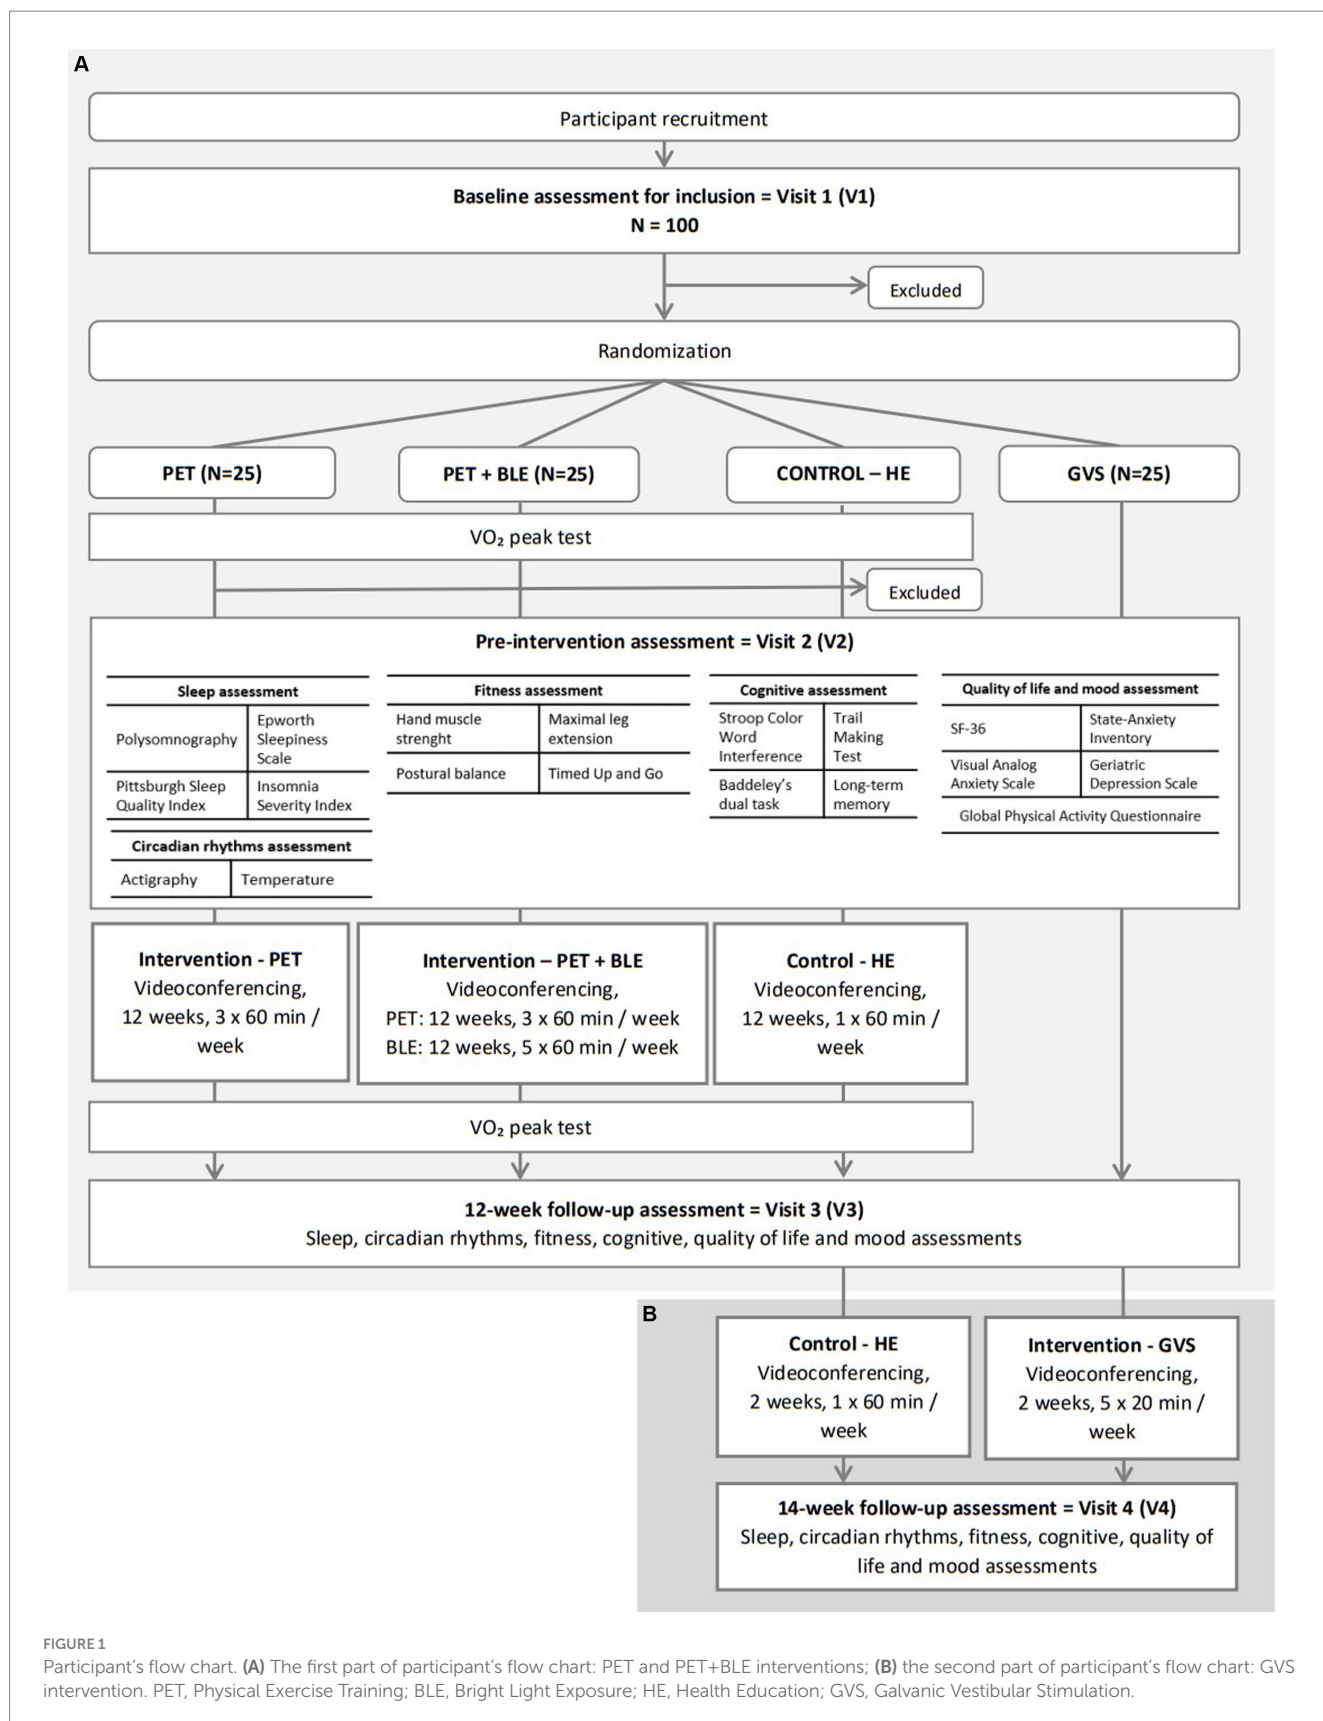 A
Participant recruitment
Baseline assessment for inclusion = Visit 1 (V1)
N = 100
Excluded
Randomization
PET (N=25)
PET + BLE (N=25)
CONTROL – HE
GVS (N=25)
VO₂ peak test
Excluded
Pre-intervention assessment = Visit 2 (V2)
Sleep assessment
Polysomnography
Epworth
Sleepiness
Scale
Pittsburgh Sleep
Quality Index
Insomnia
Severity Index
Circadian rhythms assessment
Actigraphy
Temperature
Fitness assessment
Hand muscle
strenght
Maximal leg
extension
Postural balance
Timed Up and Go
Cognitive assessment
Stroop Color
Word
Interference
Trail
Making
Test
Baddeley's
dual task
Long-term
memory
Quality of life and mood assessment
SF-36
State-Anxiety
Inventory
Visual Analog
Anxiety Scale
Geriatric
Depression Scale
Global Physical Activity Questionnaire
Intervention - PET
Videoconferencing,
12 weeks, 3 x 60 min /
week
Intervention – PET + BLE
Videoconferencing,
PET: 12 weeks, 3 x 60 min / week
BLE: 12 weeks, 5 x 60 min / week
Control - HE
Videoconferencing,
12 weeks, 1 x 60 min /
week
VO₂ peak test
12-week follow-up assessment = Visit 3 (V3)
Sleep, circadian rhythms, fitness, cognitive, quality of life and mood assessments
B
Control - HE
Videoconferencing,
2 weeks, 1 x 60 min /
week
Intervention - GVS
Videoconferencing,
2 weeks, 5 x 20 min /
week
14-week follow-up assessment = Visit 4 (V4)
Sleep, circadian rhythms, fitness, cognitive, quality of
life and mood assessments
FIGURE 1
Participant's flow chart. (A) The first part of participant's flow chart: PET and PET+BLE interventions; (B) the second part of participant's flow chart: GVS
intervention. PET, Physical Exercise Training; BLE, Bright Light Exposure; HE, Health Education; GVS, Galvanic Vestibular Stimulation.